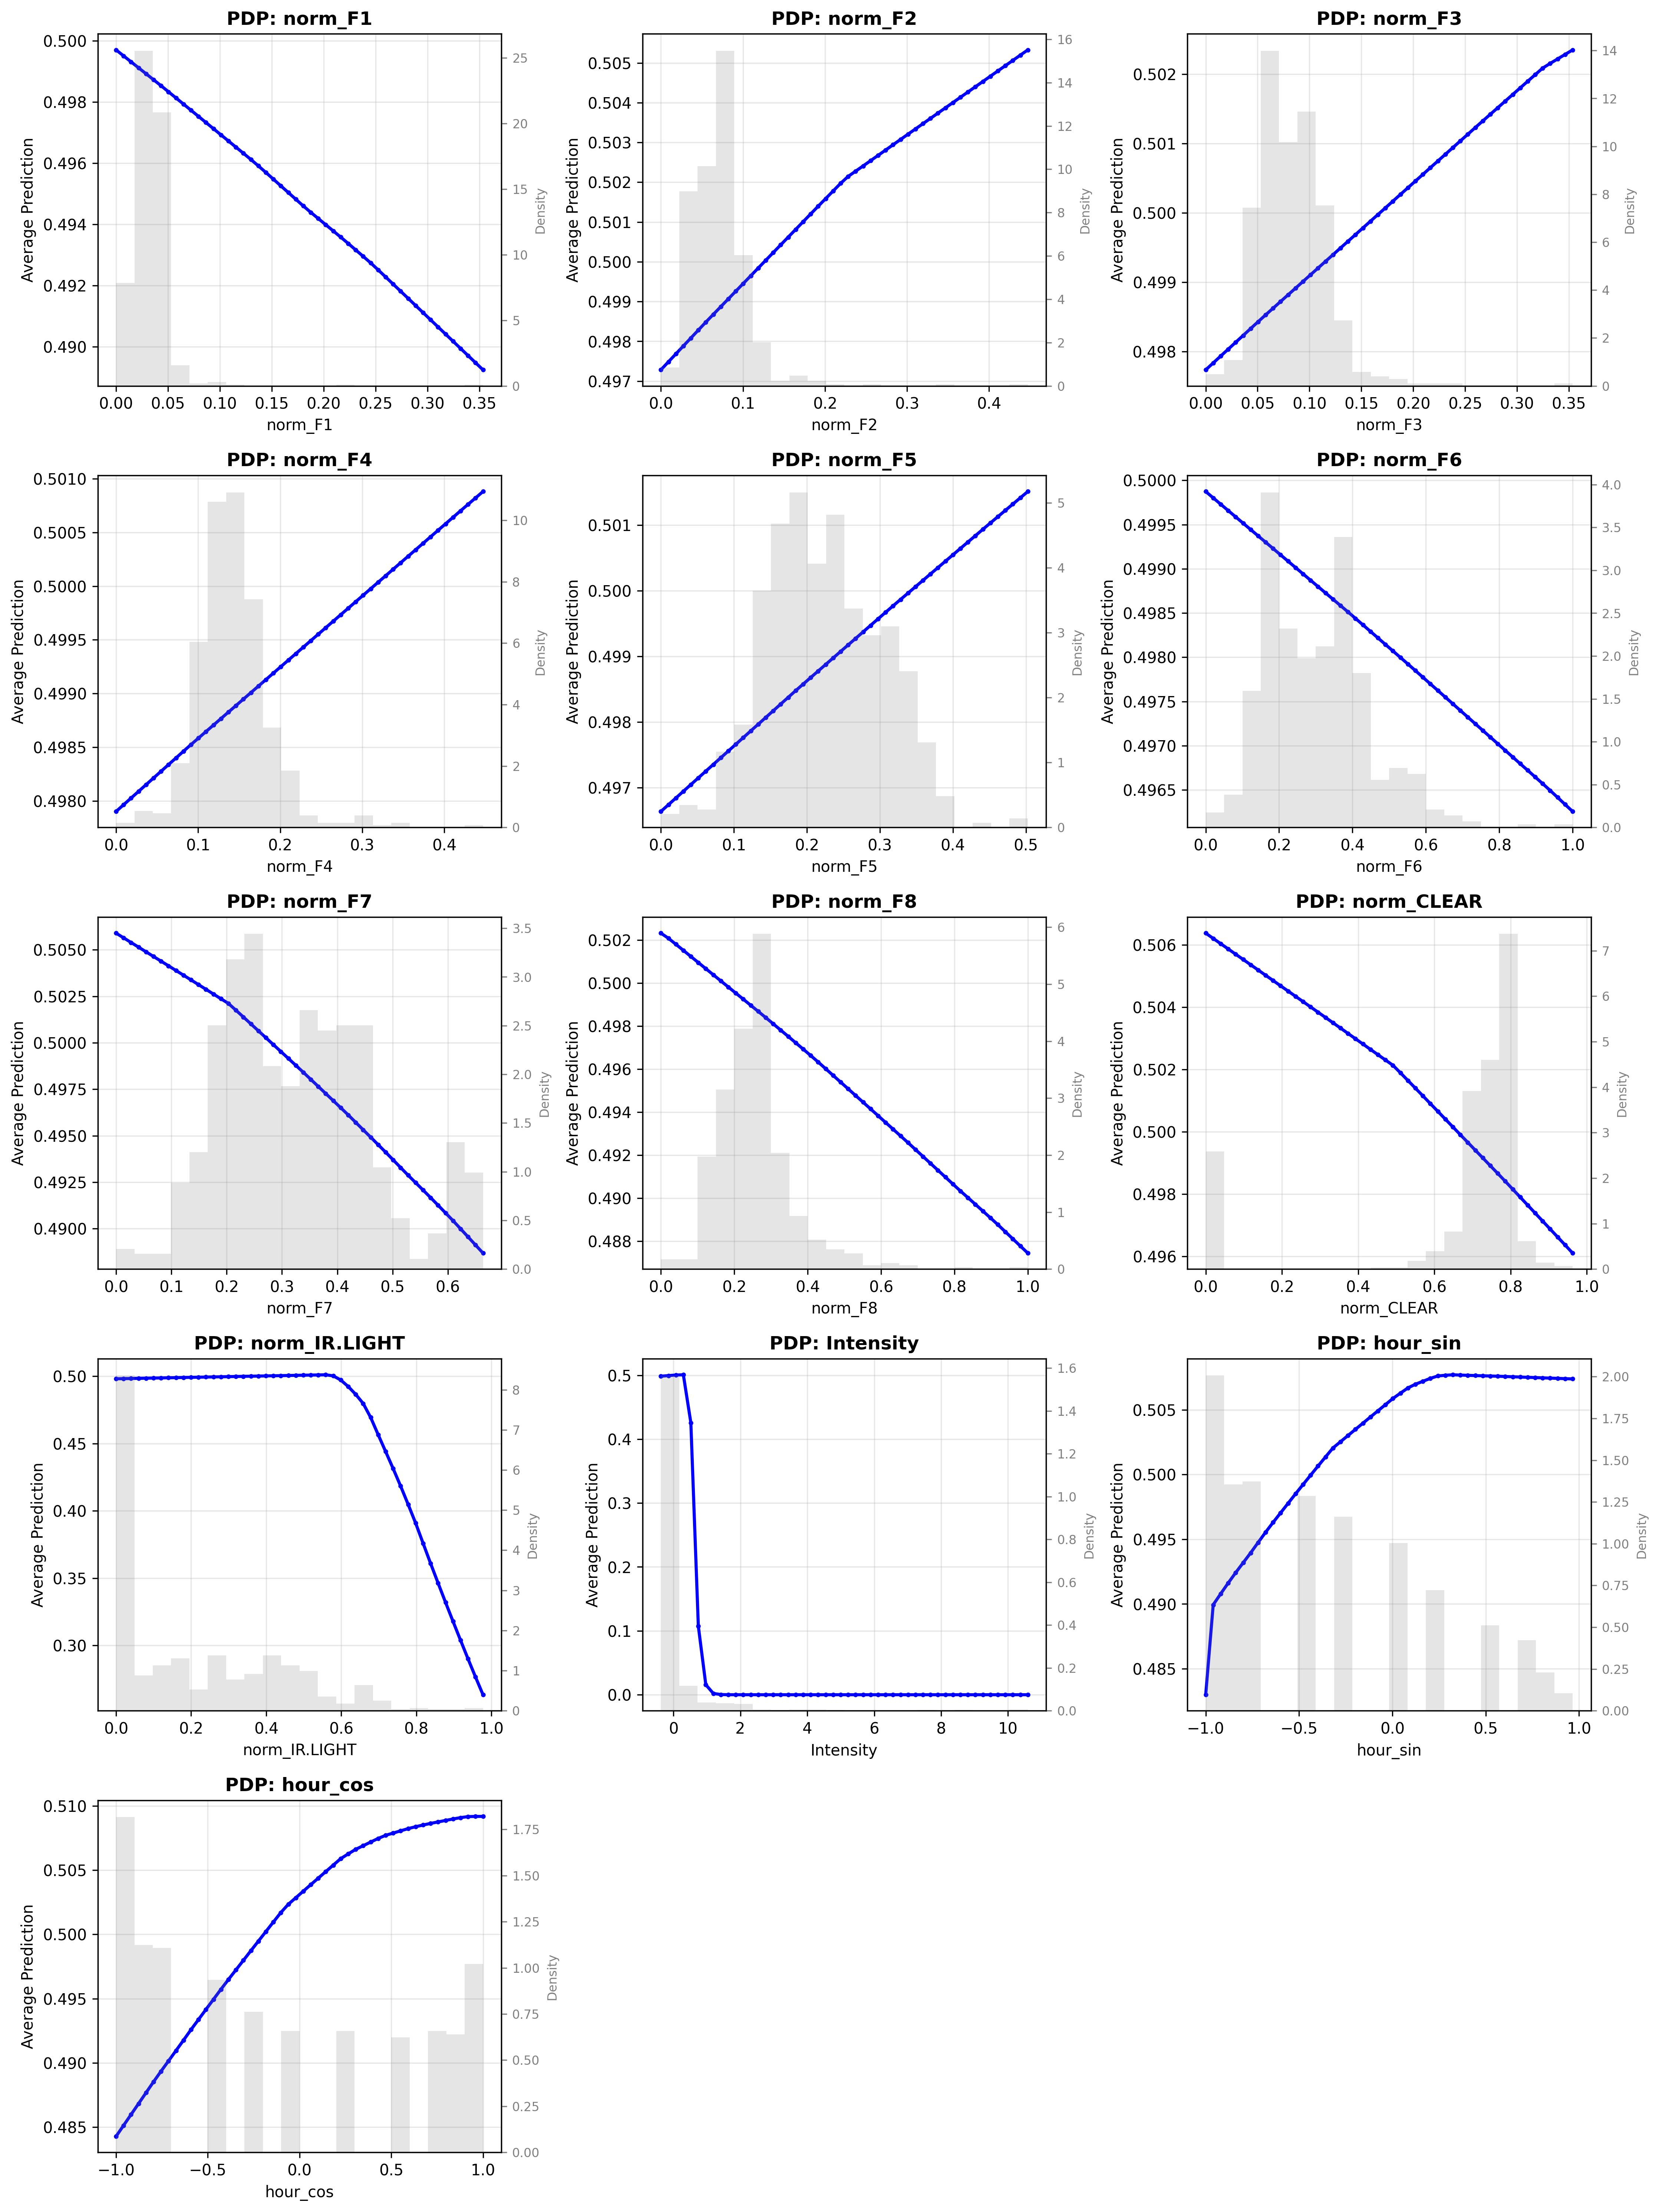 PDP: norm_F1
Average Prediction
0.500
0.498
0.496
0.494
0.492
0.490
25
20
15
10
5
0
Density
0.00 0.05 0.10 0.15 0.20 0.25 0.30 0.35
norm_F1
PDP: norm_F2
Average Prediction
0.505
0.504
0.503
0.502
0.501
0.500
0.499
0.498
0.497
16
14
12
10
8
6
4
2
0
Density
0.0 0.1 0.2 0.3 0.4
norm_F2
PDP: norm_F3
Average Prediction
0.502
0.501
0.500
0.499
0.498
14
12
10
8
6
4
2
0
Density
0.00 0.05 0.10 0.15 0.20 0.25 0.30 0.35
norm_F3
PDP: norm_F4
Average Prediction
0.5010
0.5005
0.5000
0.4995
0.4990
0.4985
0.4980
10
8
6
4
2
0
Density
0.0 0.1 0.2 0.3 0.4
norm_F4
PDP: norm_F5
Average Prediction
0.501
0.500
0.499
0.498
0.497
5
4
3
2
1
0
Density
0.0 0.1 0.2 0.3 0.4 0.5
norm_F5
PDP: norm_F6
Average Prediction
0.5000
0.4995
0.4990
0.4985
0.4980
0.4975
0.4970
0.4965
4.0
3.5
3.0
2.5
2.0
1.5
1.0
0.5
0.0
Density
0.0 0.2 0.4 0.6 0.8 1.0
norm_F6
PDP: norm_F7
Average Prediction
0.5050
0.5025
0.5000
0.4975
0.4950
0.4925
0.4900
3.5
3.0
2.5
2.0
1.5
1.0
0.5
0.0
Density
0.0 0.1 0.2 0.3 0.4 0.5 0.6
norm_F7
PDP: norm_F8
Average Prediction
0.502
0.500
0.498
0.496
0.494
0.492
0.490
0.488
6
5
4
3
2
1
0
Density
0.0 0.2 0.4 0.6 0.8 1.0
norm_F8
PDP: norm_CLEAR
Average Prediction
0.506
0.504
0.502
0.500
0.498
0.496
7
6
5
4
3
2
1
0
Density
0.0 0.2 0.4 0.6 0.8 1.0
norm_CLEAR
PDP: norm_IR.LIGHT
Average Prediction
0.50
0.45
0.40
0.35
0.30
8
7
6
5
4
3
2
1
0
Density
0.0 0.2 0.4 0.6 0.8 1.0
norm_IR.LIGHT
PDP: Intensity
Average Prediction
0.5
0.4
0.3
0.2
0.1
0.0
1.6
1.4
1.2
1.0
0.8
0.6
0.4
0.2
0.0
Density
0 2 4 6 8 10
Intensity
PDP: hour_sin
Average Prediction
0.505
0.500
0.495
0.490
0.485
2.00
1.75
1.50
1.25
1.00
0.75
0.50
0.25
0.00
Density
−1.0 −0.5 0.0 0.5 1.0
hour_sin
PDP: hour_cos
Average Prediction
0.510
0.505
0.500
0.495
0.490
0.485
1.75
1.50
1.25
1.00
0.75
0.50
0.25
0.00
Density
−1.0 −0.5 0.0 0.5 1.0
hour_cos